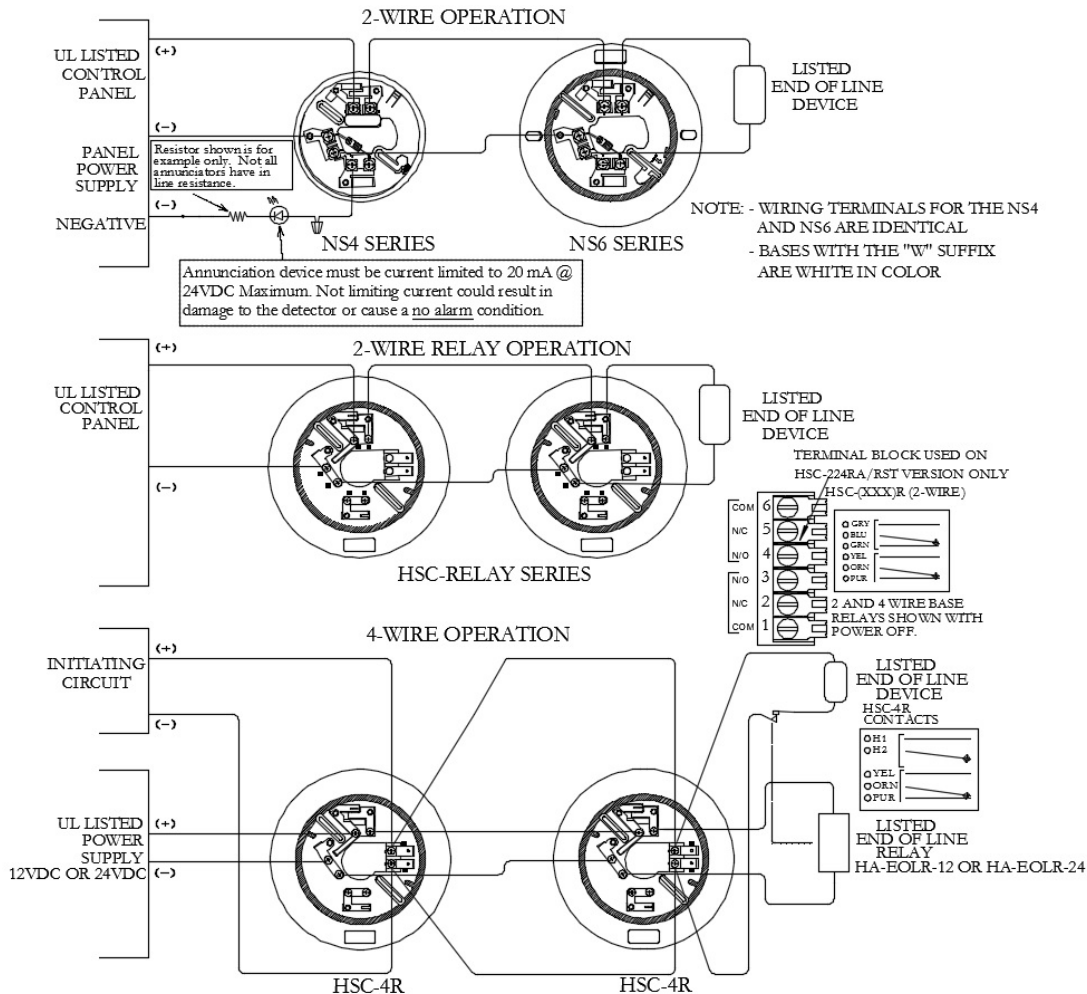 2-WIRE OPERATION
(+)
UL LISTED
CONTROL
PANEL
(-)
PANEL
POWER
SUPPLY
Resistor shown is for
example only. Not all
annunciators have in
line resistance.
(-)
NEGATIVE
LISTED
END OF LINE
DEVICE
NS4 SERIES
NS6 SERIES
NOTE: - WIRING TERMINALS FOR THE NS4
AND NS6 ARE IDENTICAL
- BASES WITH THE "W" SUFFIX
ARE WHITE IN COLOR
Annunciation device must be current limited to 20 mA @
24VDC Maximum. Not limiting current could result in
damage to the detector or cause a no alarm condition.
2-WIRE RELAY OPERATION
(+)
UL LISTED
CONTROL
PANEL
(-)
LISTED
END OF LINE
DEVICE
HSC-RELAY SERIES
TERMINAL BLOCK USED ON
HSC-224RA/RST VERSION ONLY
HSC-(XXX)R (2-WIRE)
COM 6
N/C 5
N/O 4
N/O 3
N/C 2
COM 1
GRY
BLU
GRN
YEL
ORN
PUR
2 AND 4 WIRE BASE
RELAYS SHOWN WITH
POWER OFF.
4-WIRE OPERATION
(+)
INITIATING
CIRCUIT
(-)
LISTED
END OF LINE
DEVICE
HSC-4R
CONTACTS
H1
H2
YEL
ORN
PUR
(+)
UL LISTED
POWER
SUPPLY
12VDC OR 24VDC
(-)
LISTED
END OF LINE
RELAY
HA-EOLR-12 OR HA-EOLR-24
HSC-4R
HSC-4R